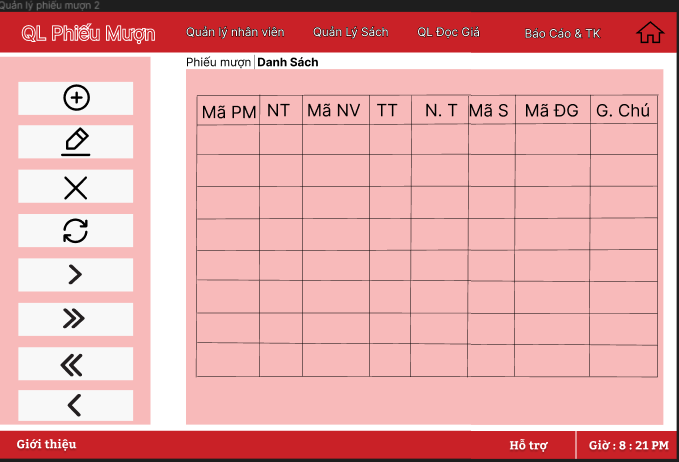 Quản lý phiếu mượn 2
QL Phiếu Mượn
Quản lý nhân viên
Quản Lý Sách
QL Đọc Giả
Báo Cáo & TK
Phiếu mượn Danh Sách
Mã PM NT Mã NV TT N. T Mã S Mã ĐG G. Chú
Giới thiệu
Hỗ trợ
Giờ : 8 : 21 PM